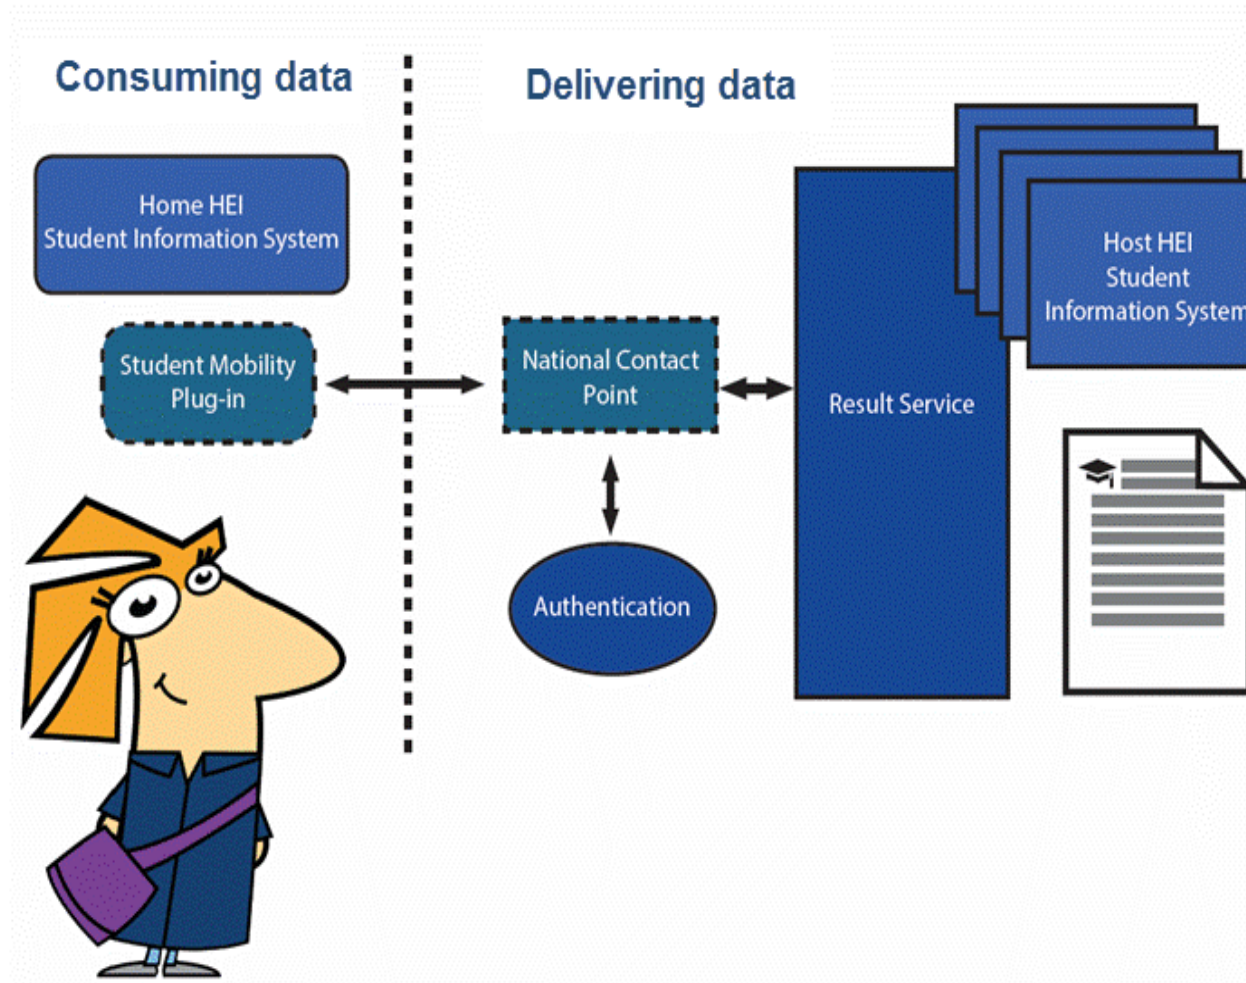 Consuming data
Delivering data
Home HEI
Student Information System
Student Mobility
Plug-in
National Contact
Point
Authentication
Result Service
Host HEI
Student
Information System